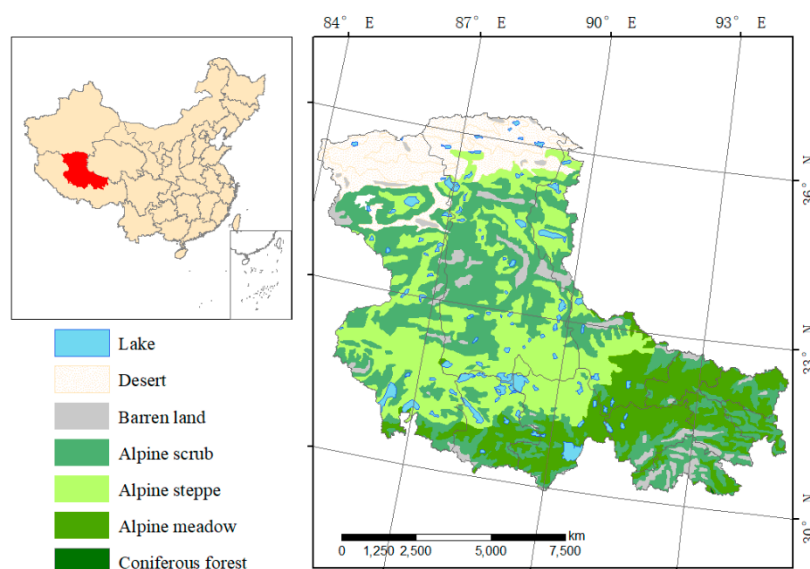 84° E 87° E 90° E 93° E
36° N
33° N
30° N
Lake
Desert
Barren land
Alpine scrub
Alpine steppe
Alpine meadow
Coniferous forest
km
0 1,250 2,500 5,000 7,500